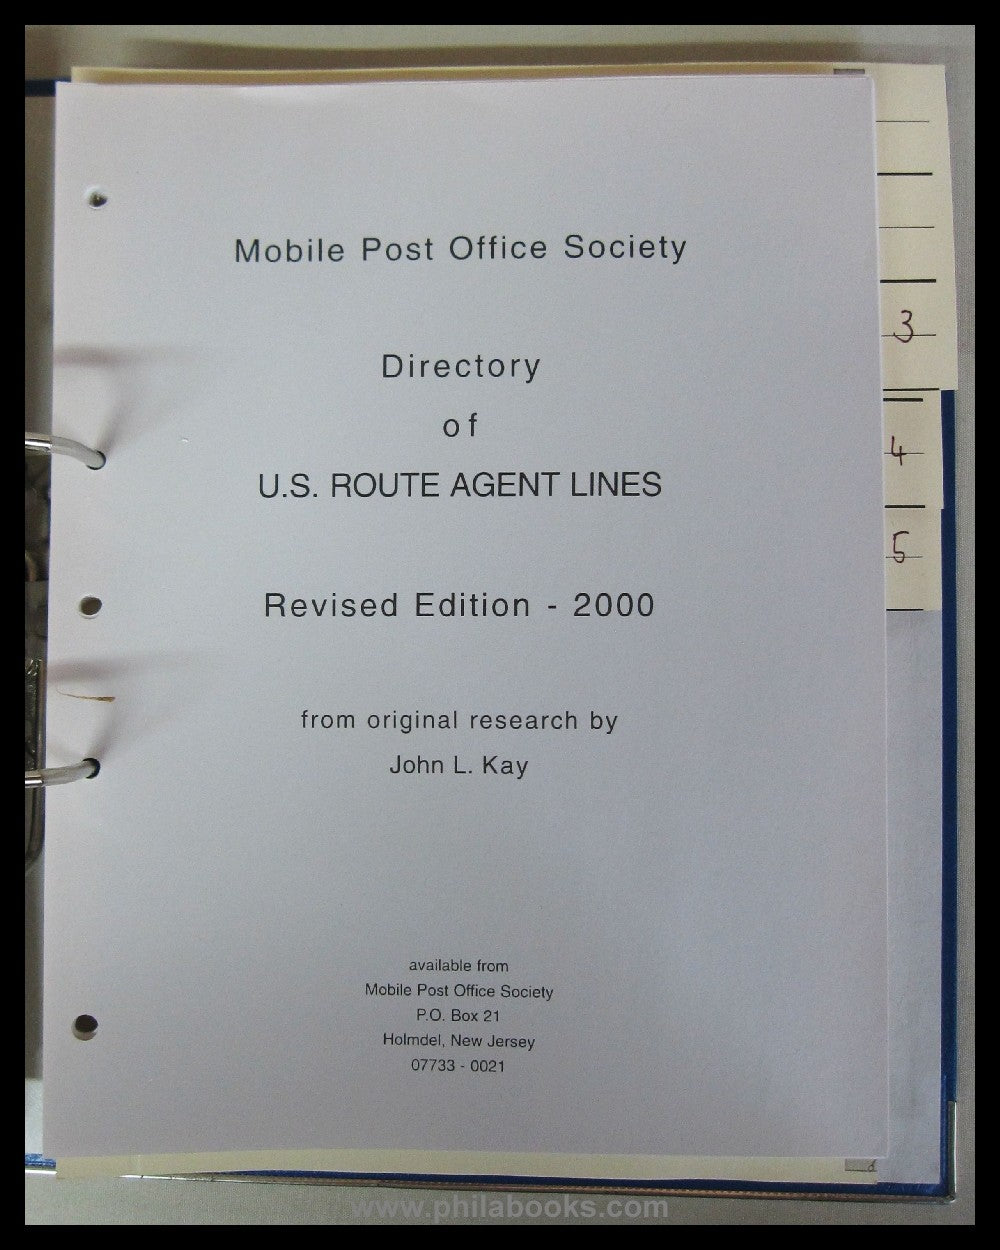 Mobile Post Office Society
Directory
of
U.S. ROUTE AGENT LINES
Revised Edition - 2000
from original research by
John L. Kay
available from
Mobile Post Office Society
P.O. Box 21
Holmdel, New Jersey
07733 - 0021
3
4
5
www.philabooks.com